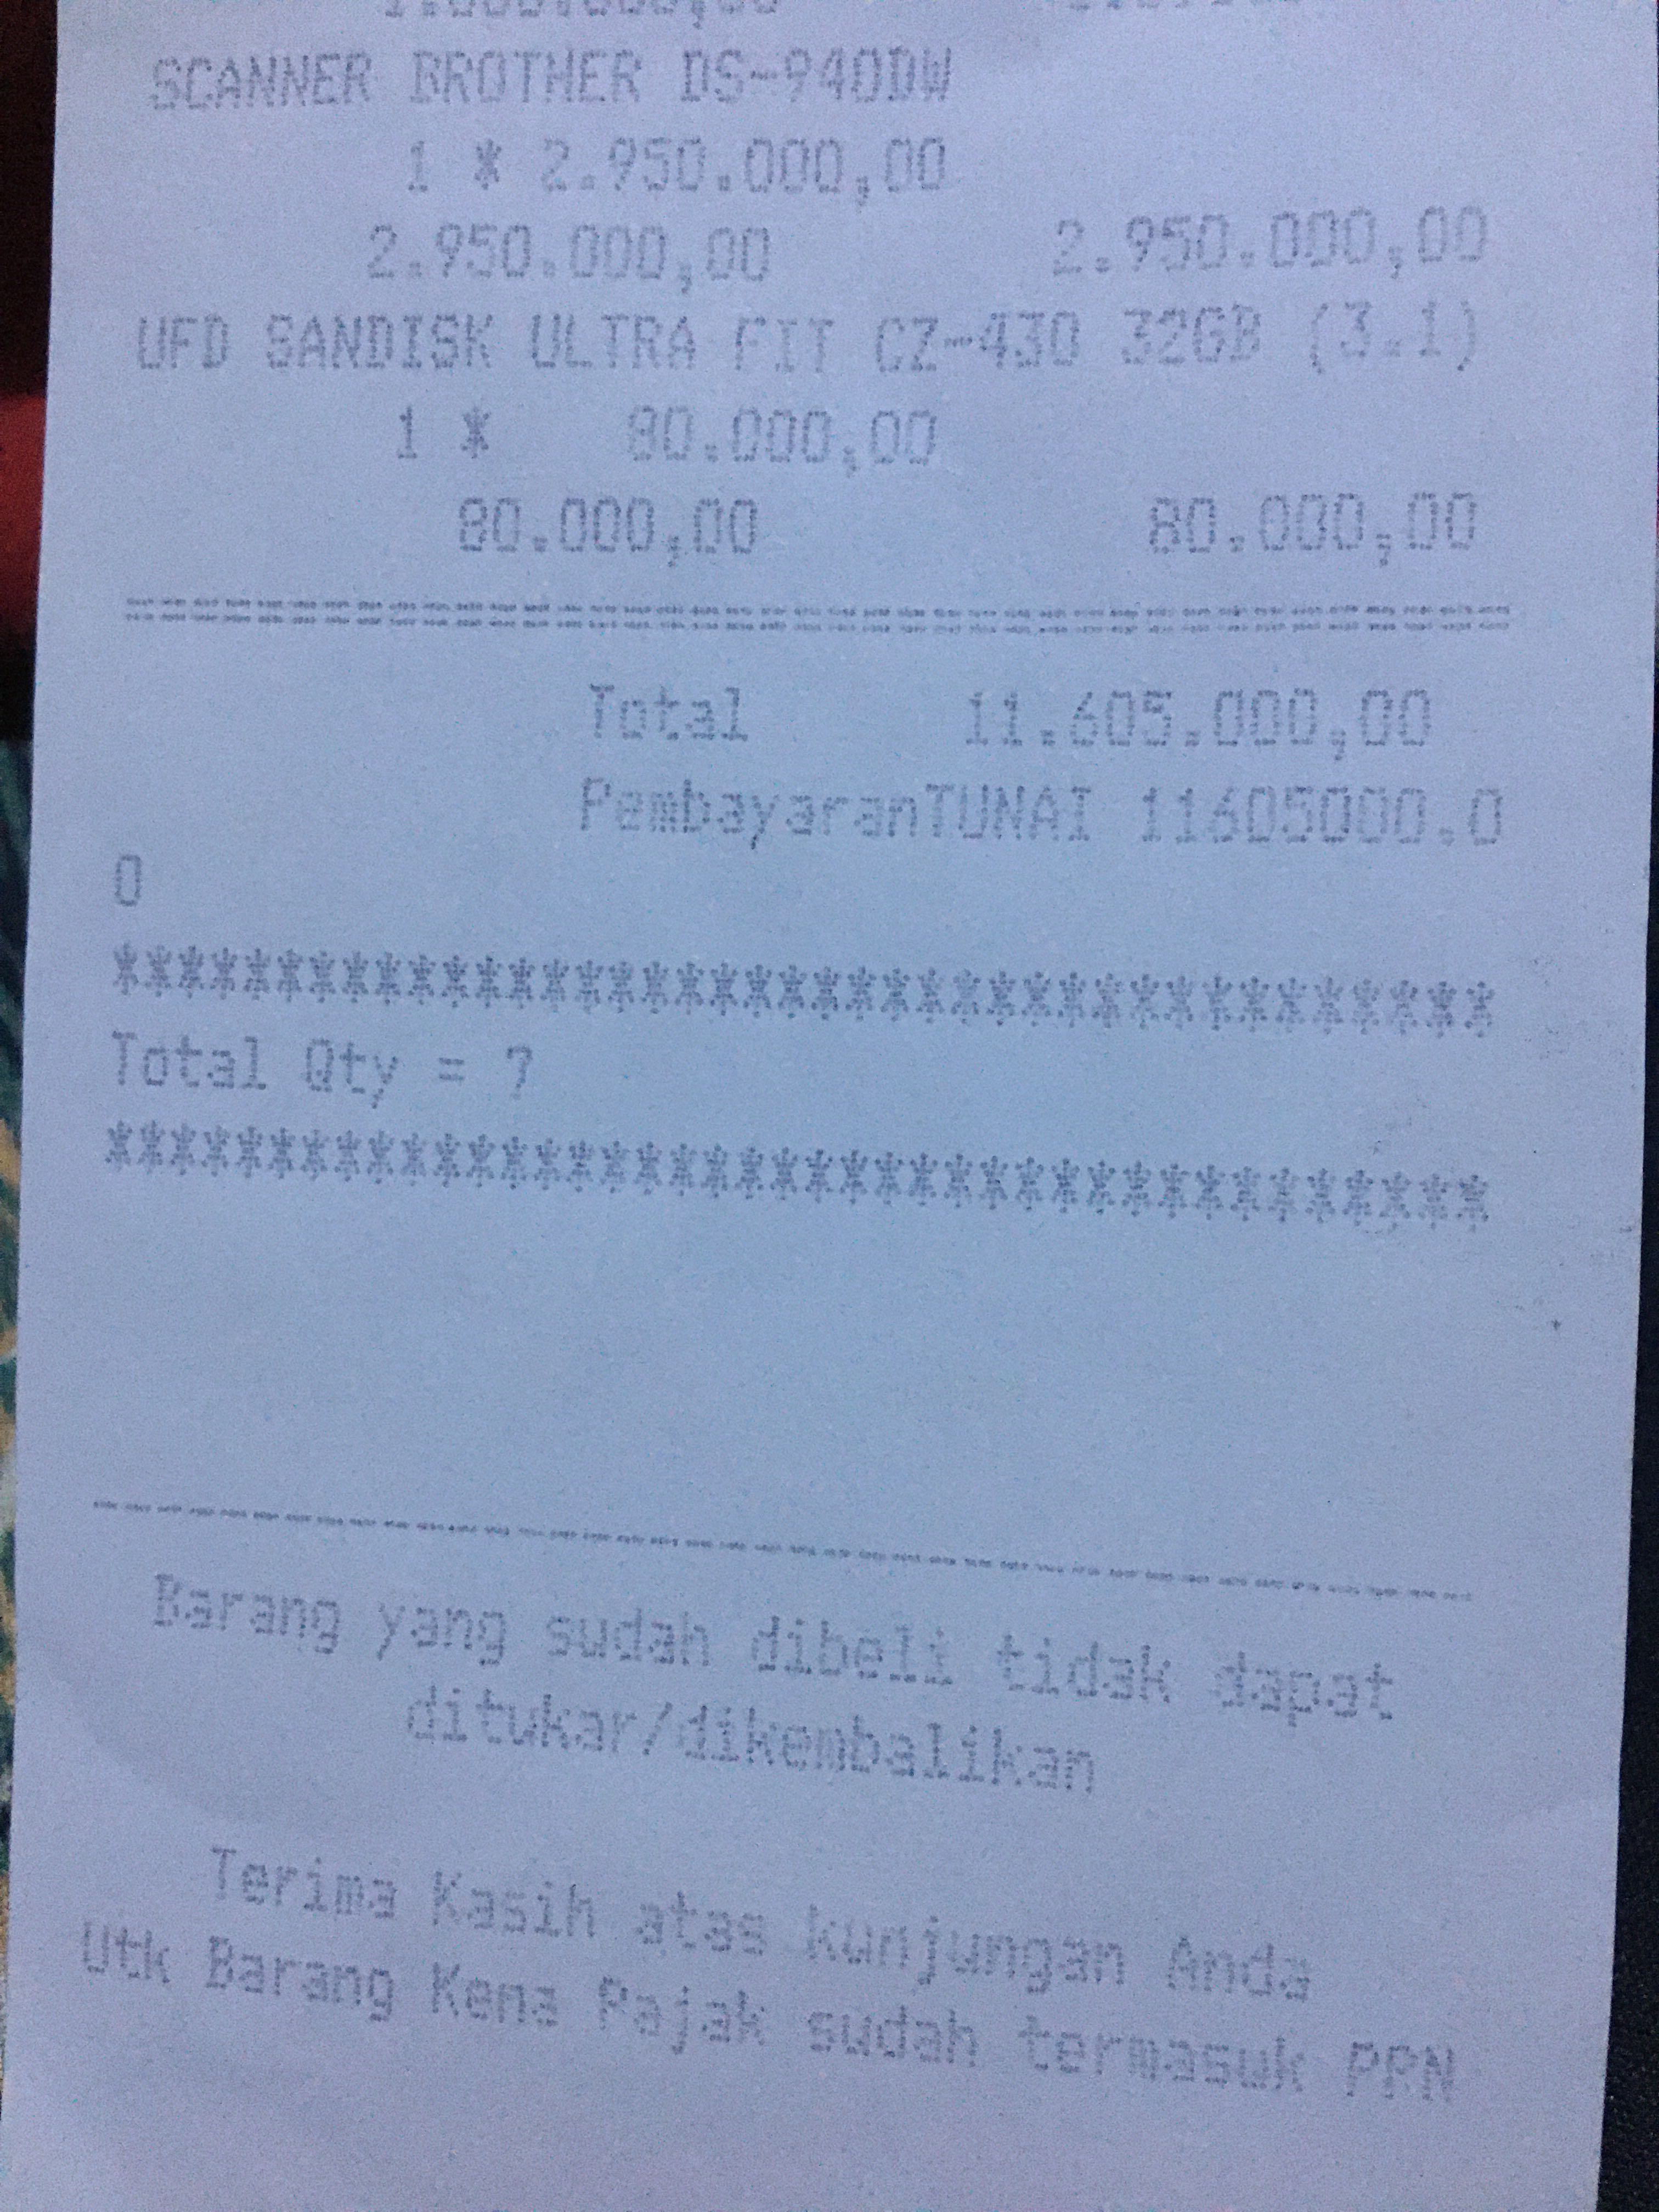 SCANNER BROTHER DS-940DW
1 * 2.950.000,00
2.950.000,00 2.950.000,00
UFD SANDISK ULTRA FIT CZ-430 32GB (3.1)
1 * 80.000,00
80.000,00 80.000,00
Total 11.605.000,00
PembayaranTUNAI 11605000.0
0
****************************************
Total Qty = 7
****************************************
Barang yang sudah dibeli tidak dapat
ditukar/dikembalikan
Terima Kasih atas kunjungan Anda
Utk Barang Kena Pajak sudah termasuk PPN